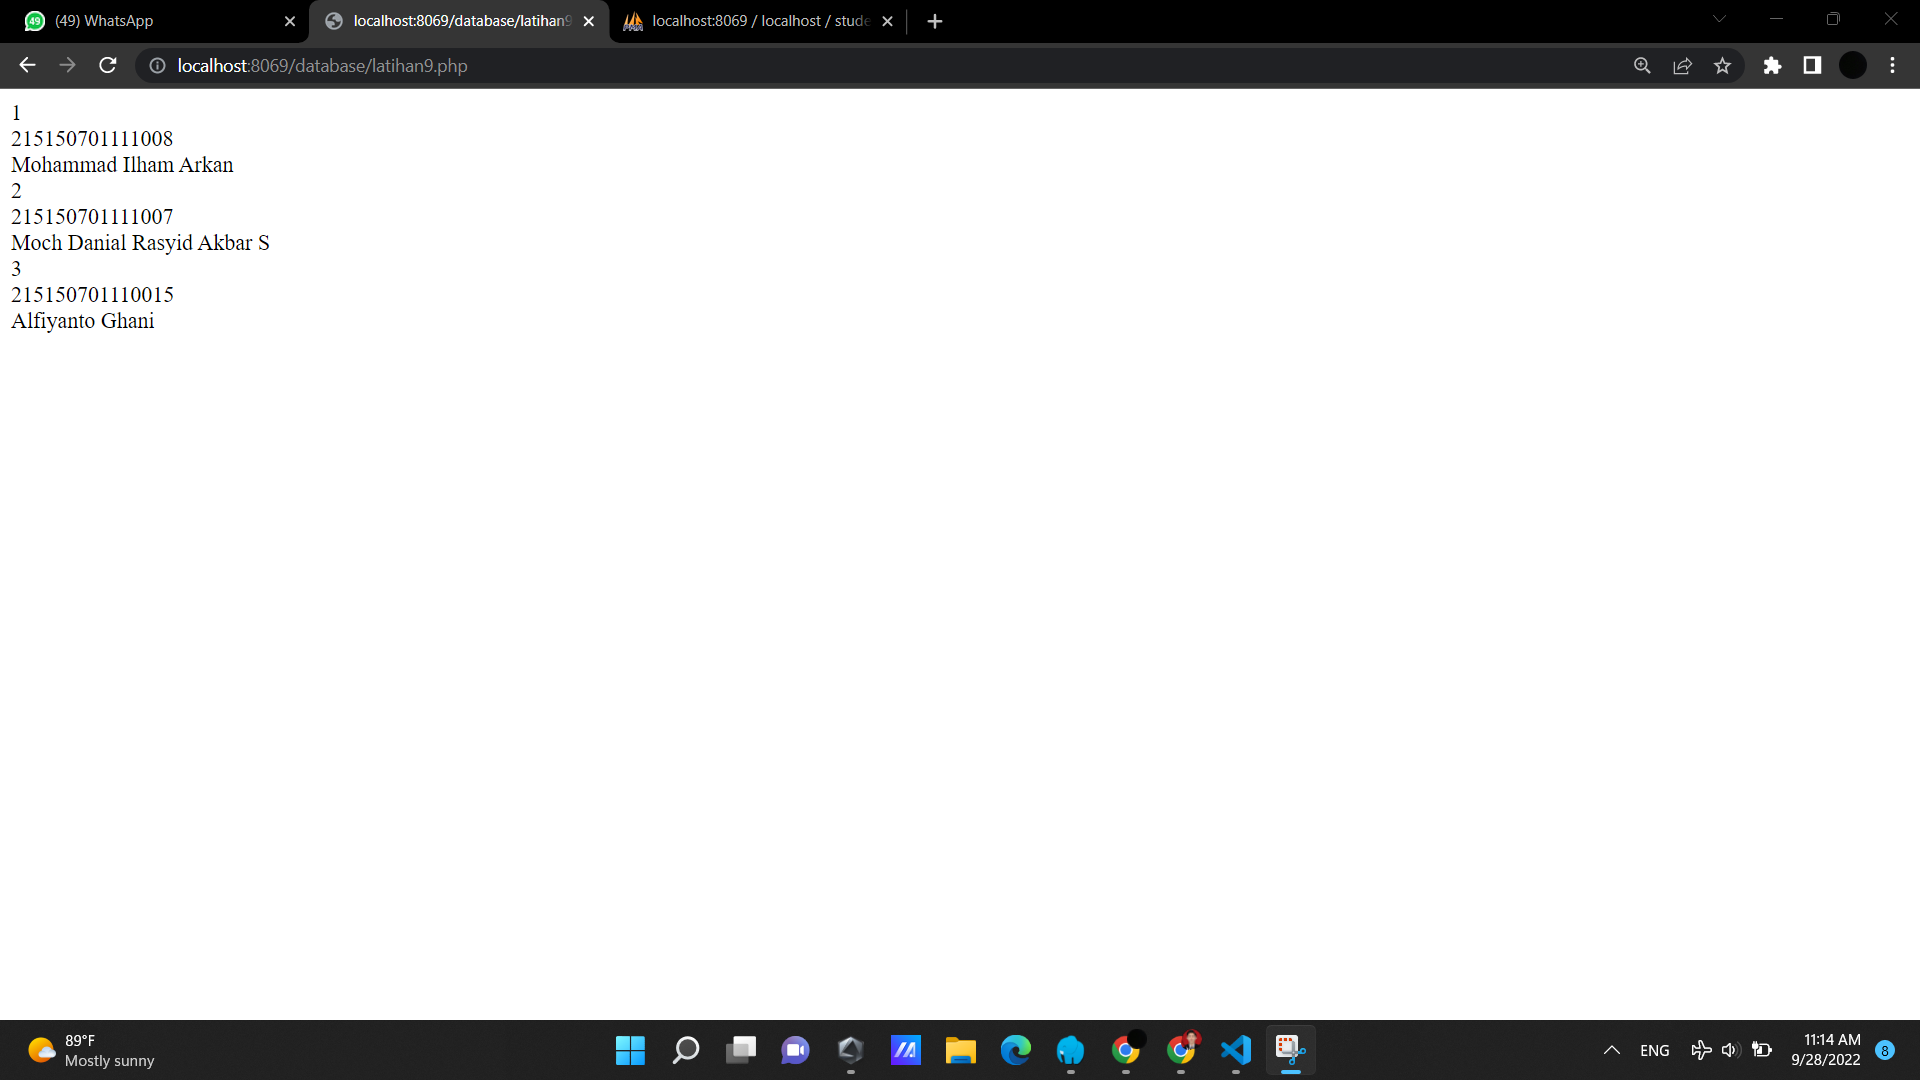 49
(49) WhatsApp
localhost:8069/database/latihan9
localhost:8069 / localhost / stude
localhost:8069/database/latihan9.php
1
215150701111008
Mohammad Ilham Arkan
2
215150701111007
Moch Danial Rasyid Akbar S
3
215150701110015
Alfiyanto Ghani
89°F
Mostly sunny
ENG
11:14 AM
9/28/2022
8